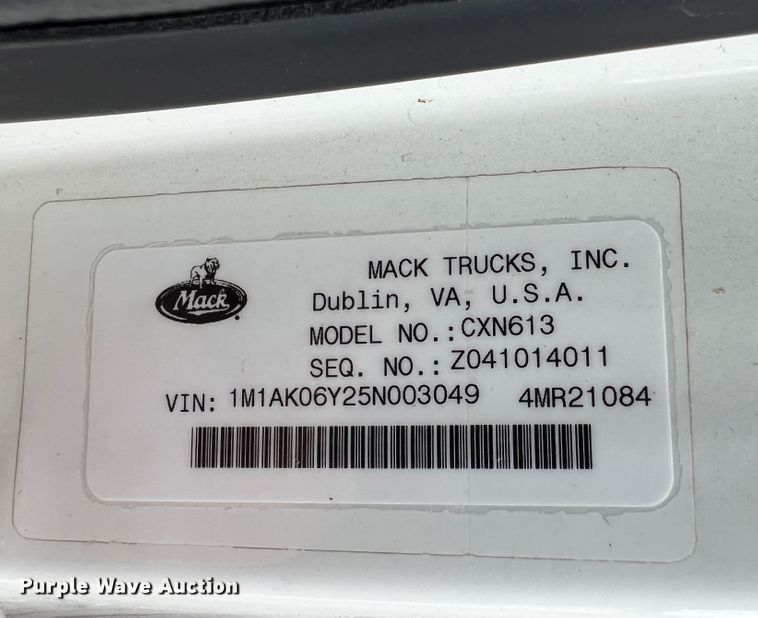 Mack
MACK TRUCKS, INC.
Dublin, VA, U.S.A.
MODEL NO.:CXN613
SEQ. NO.: Z041014011
VIN: 1M1AK06Y25N003049 4MR21084
Purple Wave Auction